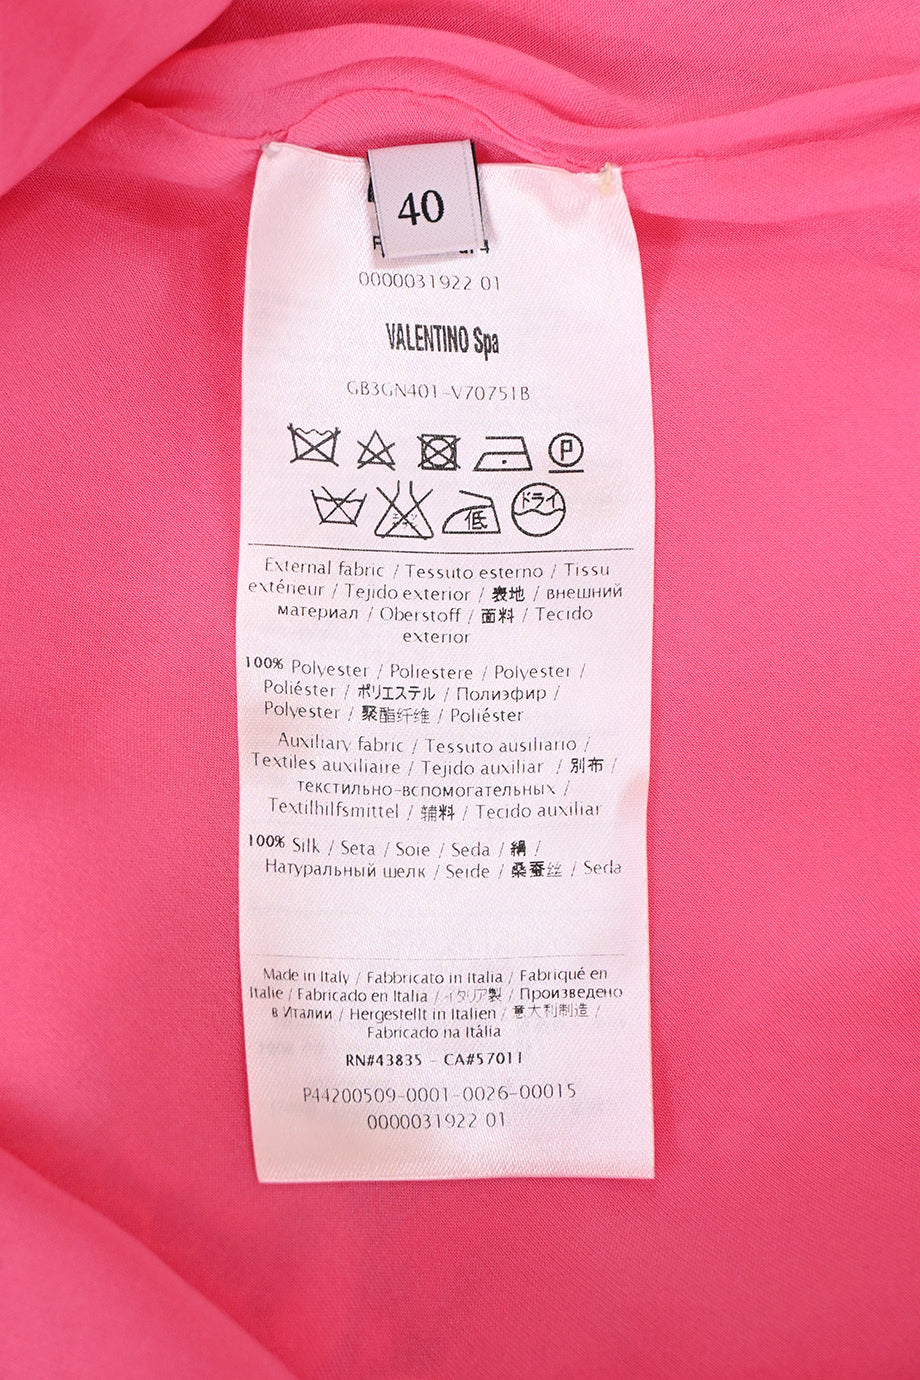 40
0000031922 01
VALENTINO Spa
GB3GN401-V70751B
P
低 ドライ
External fabric / Tessuto esterno / Tissu
extérieur / Tejido exterior / 表地 / внешний
материал / Oberstoff / 面料 / Tecido
exterior
100% Polyester / Poliestere / Polyester /
Poliéster / ポリエステル / Полиэфир /
Polyester / 聚酯纤维 / Poliéster
Auxiliary fabric / Tessuto ausiliario /
Textiles auxiliaire / Tejido auxiliar / 別布 /
текстильно-вспомогательных /
Textilhilfsmittel / 辅料 / Tecido auxiliar
100% Silk / Seta / Soie / Seda / 絹 /
Натуральный шелк / Seide / 桑蚕丝 / Seda
Made in Italy / Fabbricato in Italia / Fabriqué en
Italie / Fabricado en Italia / イタリア製 / Произведено
в Италии / Hergestellt in Italien / 意大利制造 /
Fabricado na Itália
RN#43835 - CA#57011
P44200509-0001-0026-00015
0000031922 01